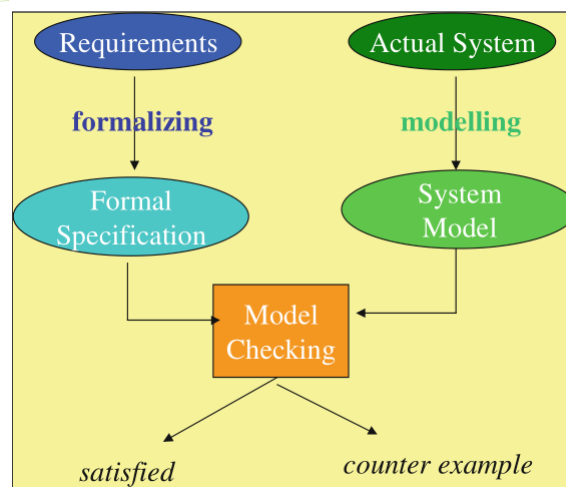 Requirements
Actual System
formalizing
modelling
Formal
Specification
System
Model
Model
Checking
satisfied
counter example